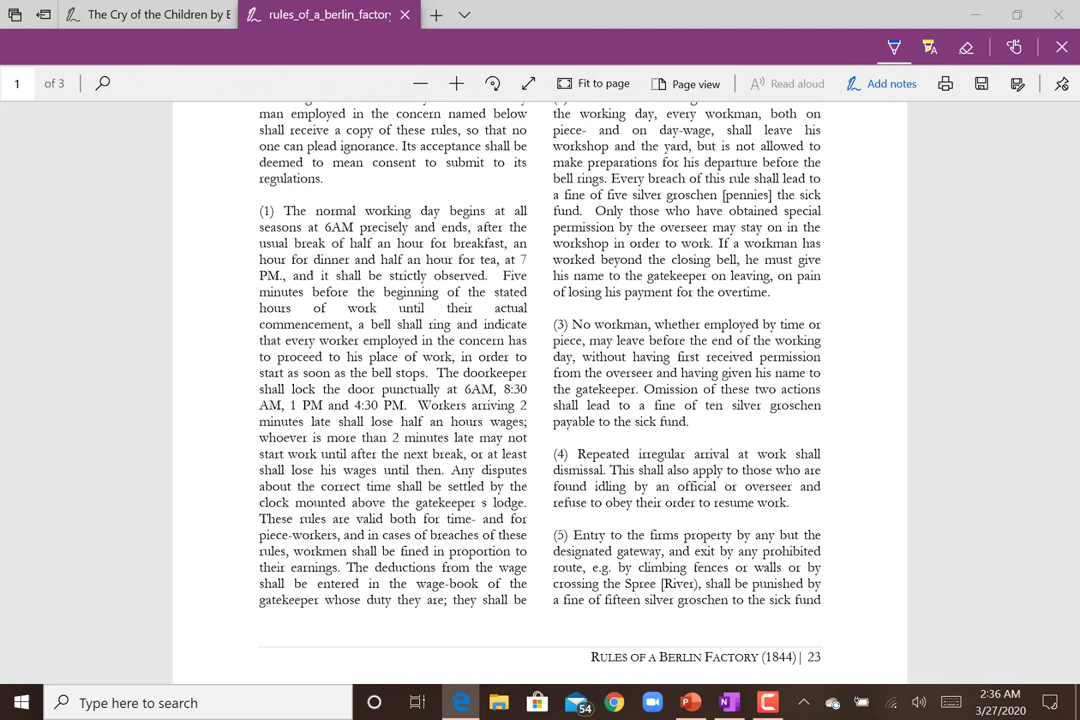 The Cry of the Children by E
rules_of_a_berlin_factory
1 of 3
Fit to page
Page view
Read aloud
Add notes
man employed in the concern named below
shall receive a copy of these rules, so that no
one can plead ignorance. Its acceptance shall be
deemed to mean consent to submit to its
regulations.
(1) The normal working day begins at all
seasons at 6AM precisely and ends, after the
usual break of half an hour for breakfast, an
hour for dinner and half an hour for tea, at 7
PM., and it shall be strictly observed. Five
minutes before the beginning of the stated
hours of work until their actual
commencement, a bell shall ring and indicate
that every worker employed in the concern has
to proceed to his place of work, in order to
start as soon as the bell stops. The doorkeeper
shall lock the door punctually at 6AM, 8:30
AM, 1 PM and 4:30 PM. Workers arriving 2
minutes late shall lose half an hours wages;
whoever is more than 2 minutes late may not
start work until after the next break, or at least
shall lose his wages until then. Any disputes
about the correct time shall be settled by the
clock mounted above the gatekeeper s lodge.
These rules are valid both for time- and for
piece-workers, and in cases of breaches of these
rules, workmen shall be fined in proportion to
their earnings. The deductions from the wage
shall be entered in the wage-book of the
gatekeeper whose duty they are; they shall be
the working day, every workman, both on
piece- and on day-wage, shall leave his
workshop and the yard, but is not allowed to
make preparations for his departure before the
bell rings. Every breach of this rule shall lead to
a fine of five silver groschen [pennies] the sick
fund. Only those who have obtained special
permission by the overseer may stay on in the
workshop in order to work. If a workman has
worked beyond the closing bell, he must give
his name to the gatekeeper on leaving, on pain
of losing his payment for the overtime.
(3) No workman, whether employed by time or
piece, may leave before the end of the working
day, without having first received permission
from the overseer and having given his name to
the gatekeeper. Omission of these two actions
shall lead to a fine of ten silver groschen
payable to the sick fund.
(4) Repeated irregular arrival at work shall
dismissal. This shall also apply to those who are
found idling by an official or overseer and
refuse to obey their order to resume work.
(5) Entry to the firms property by any but the
designated gateway, and exit by any prohibited
route, e.g. by climbing fences or walls or by
crossing the Spree [River), shall be punished by
a fine of fifteen silver groschen to the sick fund
RULES OF A BERLIN FACTORY (1844)| 23
Type here to search
54
2:36 AM
3/27/2020